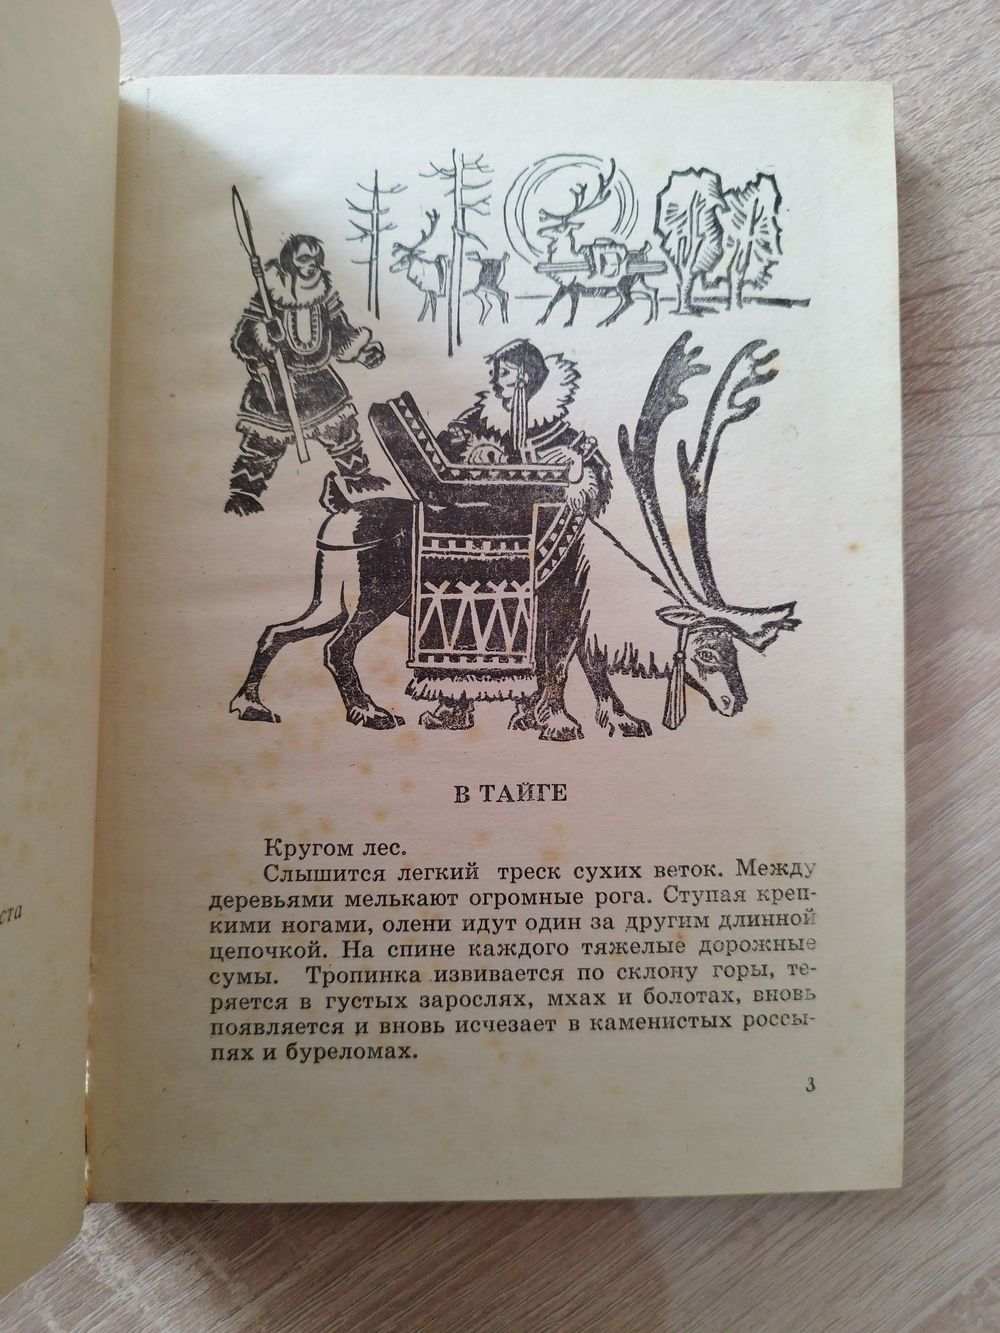 В ТАЙГЕ
Кругом лес.
Слышится легкий треск сухих веток. Между
деревьями мелькают огромные рога. Ступая креп-
кими ногами, олени идут один за другим длинной
цепочкой. На спине каждого тяжелые дорожные
сумы. Тропинка извивается по склону горы, те-
ряется в густых зарослях, мхах и болотах, вновь
появляется и вновь исчезает в каменистых россы-
пях и буреломах.
3